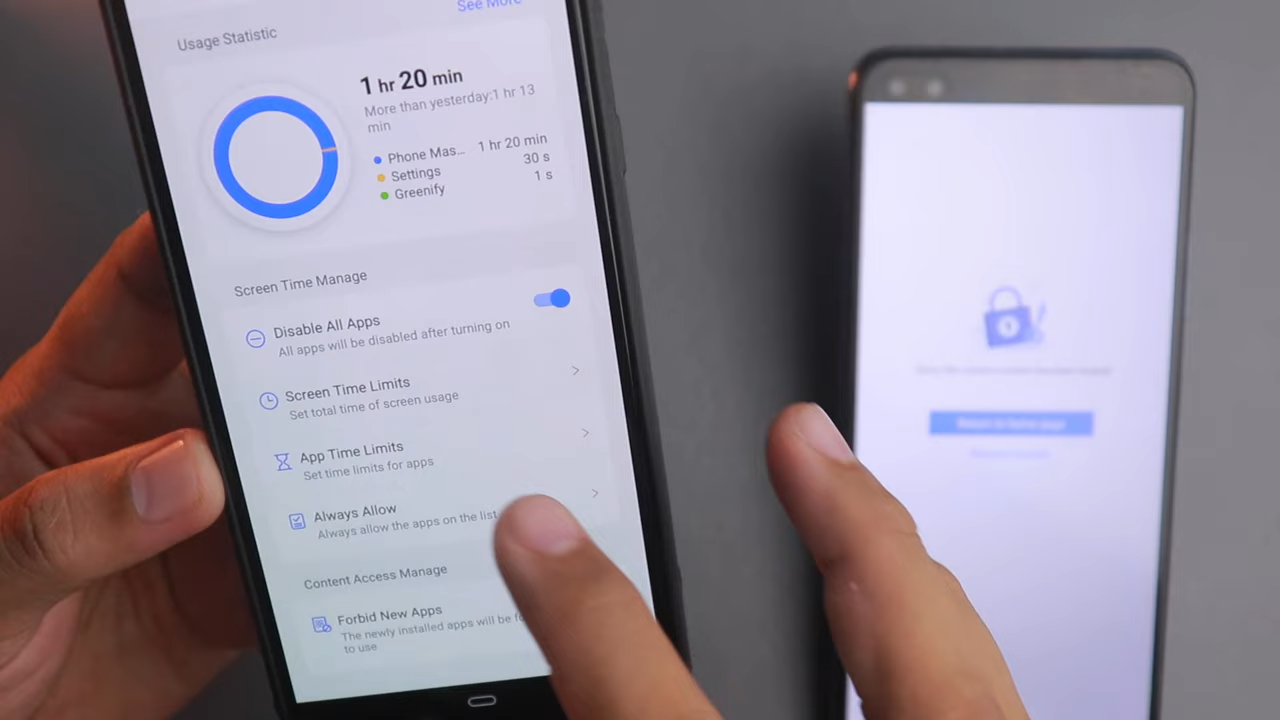 See More
Usage Statistic
1 hr 20 min
More than yesterday:1 hr 13
min
Phone Mas... 1 hr 20 min
Settings 30 s
Greenify 1 s
Screen Time Manage
Disable All Apps
All apps will be disabled after turning on
Screen Time Limits
Set total time of screen usage
App Time Limits
Set time limits for apps
Always Allow
Always allow the apps on the list
Content Access Manage
Forbid New Apps
The newly installed apps will be
to use